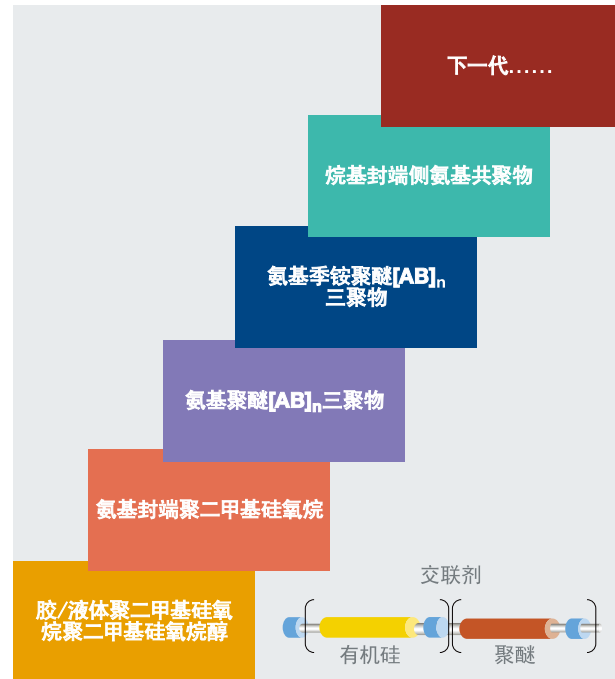 下一代……
烷基封端侧氨基共聚物
氨基季铵聚醚[AB]n
三聚物
氨基聚醚[AB]n三聚物
氨基封端聚二甲基硅氧烷
胶/液体聚二甲基硅氧
烷聚二甲基硅氧烷醇
交联剂
有机硅
聚醚